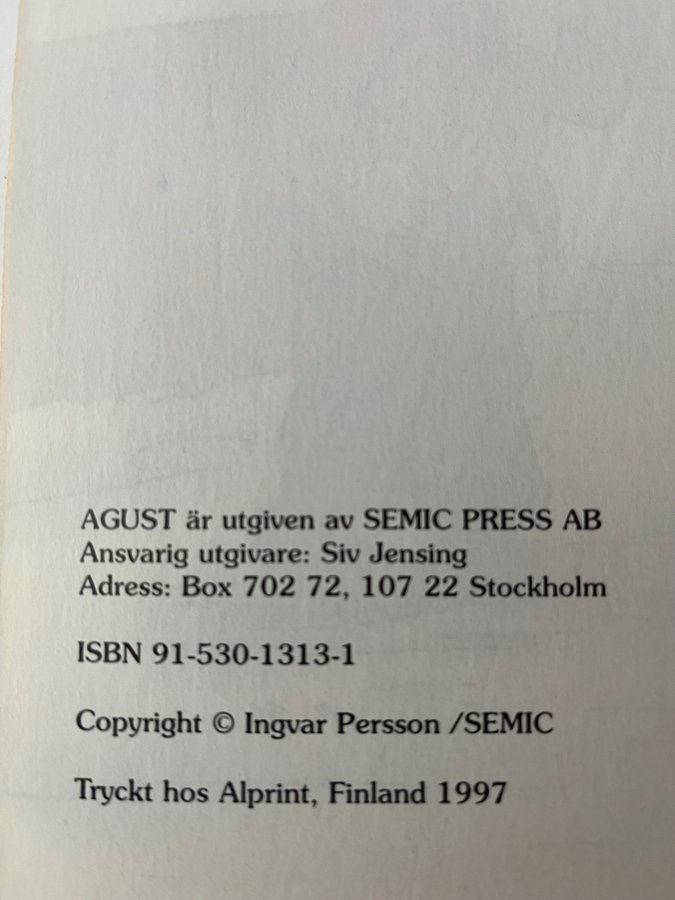 AGUST är utgiven av SEMIC PRESS AB
Ansvarig utgivare: Siv Jensing
Adress: Box 702 72, 107 22 Stockholm
ISBN 91-530-1313-1
Copyright © Ingvar Persson /SEMIC
Tryckt hos Alprint, Finland 1997